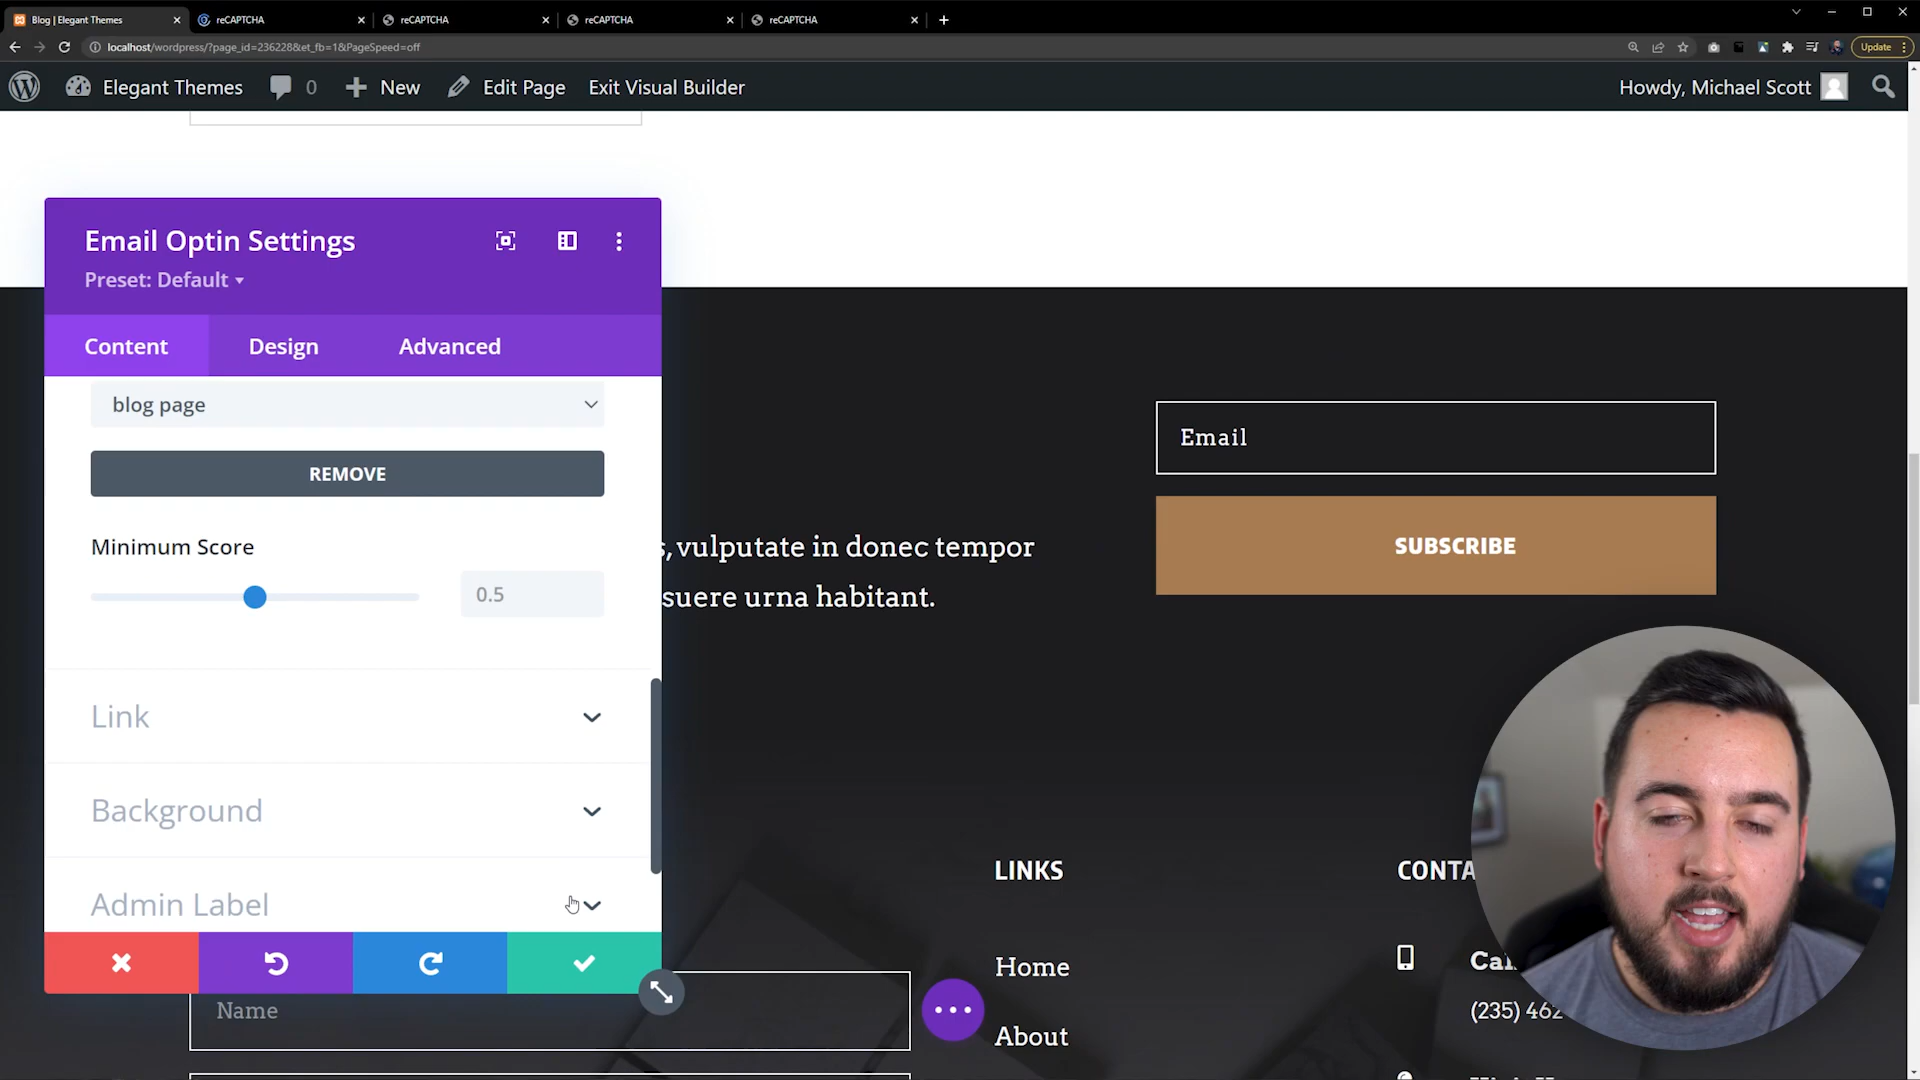 Blog | Elegant Themes
reCAPTCHA
reCAPTCHA
reCAPTCHA
reCAPTCHA
localhost/wordpress/?page_id=236228&et_fb=1&PageSpeed=off
Update
Elegant Themes
0
New
Edit Page
Exit Visual Builder
Howdy, Michael Scott
Email Optin Settings
Preset: Default
Content
Design
Advanced
blog page
REMOVE
Minimum Score
0.5
Link
Background
Admin Label
Email
SUBSCRIBE
s, vulputate in donec tempor
suere urna habitant.
Name
LINKS
Home
About
CONTA
Cal
(235) 462